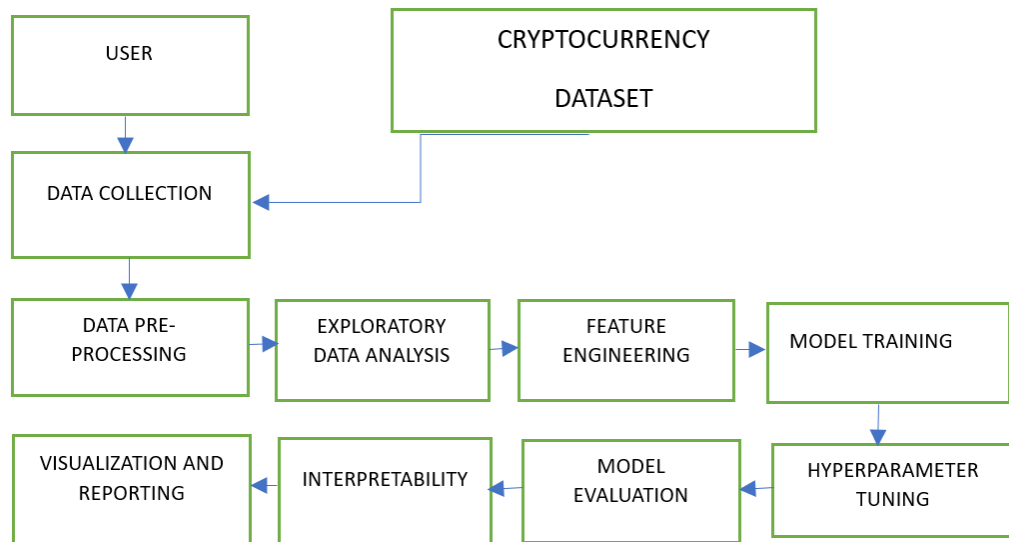 USER
CRYPTOCURRENCY
DATASET
DATA COLLECTION
DATA PRE-
PROCESSING
EXPLORATORY
DATA ANALYSIS
FEATURE
ENGINEERING
MODEL TRAINING
VISUALIZATION AND
REPORTING
INTERPRETABILITY
MODEL
EVALUATION
HYPERPARAMETER
TUNING